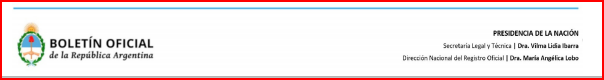 BOLETÍN OFICIAL
de la República Argentina
PRESIDENCIA DE LA NACIÓN
Secretaría Legal y Técnica | Dra. Vilma Lidia Ibarra
Dirección Nacional del Registro Oficial | Dra. María Angélica Lobo